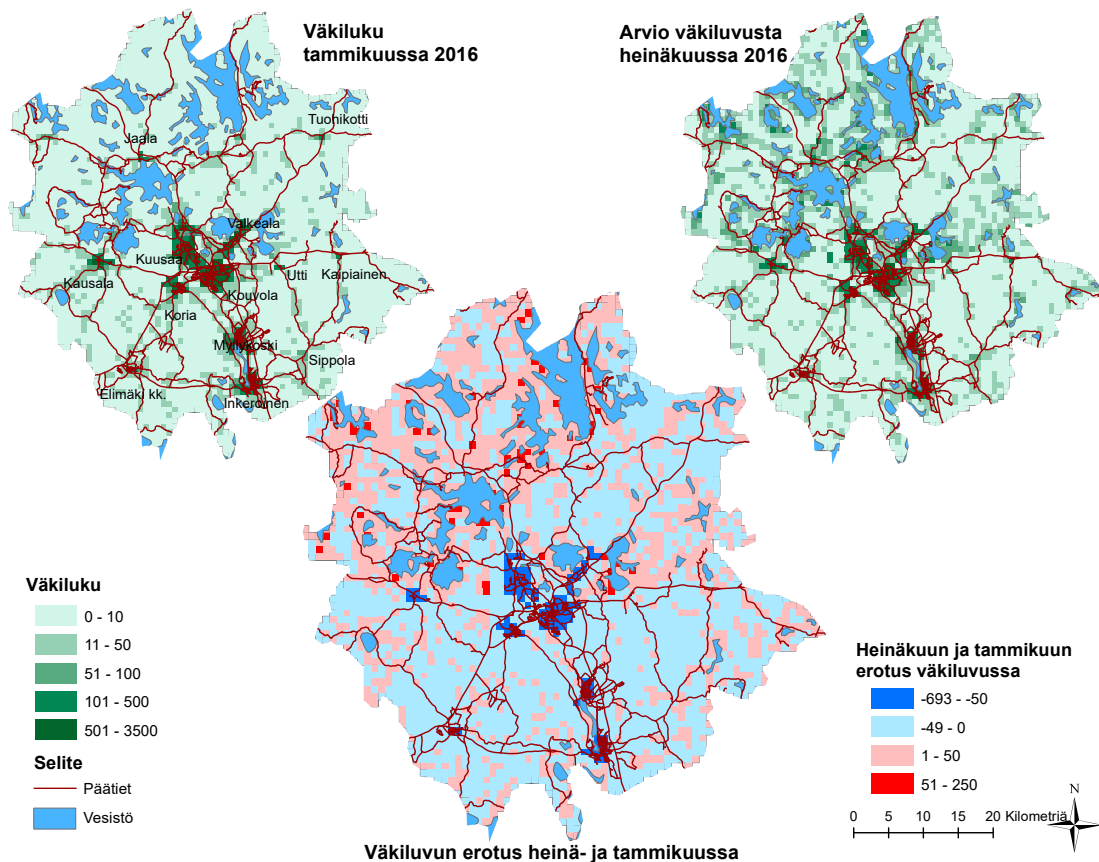 Väkiluku
tammikuussa 2016
Arvio väkiluvusta
heinäkuussa 2016
Tuohikotti
Jaala
Valkeala
Kuusaa
Utti
Kaipiainen
Kausala
Kouvola
Koria
Myllykoski
Sippola
Elimäki kk.
Inkeroinen
Väkiluku
0 - 10
11 - 50
51 - 100
101 - 500
501 - 3500
Selite
Päätiet
Vesistö
Heinäkuun ja tammikuun
erotus väkiluvussa
-693 - -50
-49 - 0
1 - 50
51 - 250
N
0 5 10 15 20 Kilometriä
Väkiluvun erotus heinä- ja tammikuussa